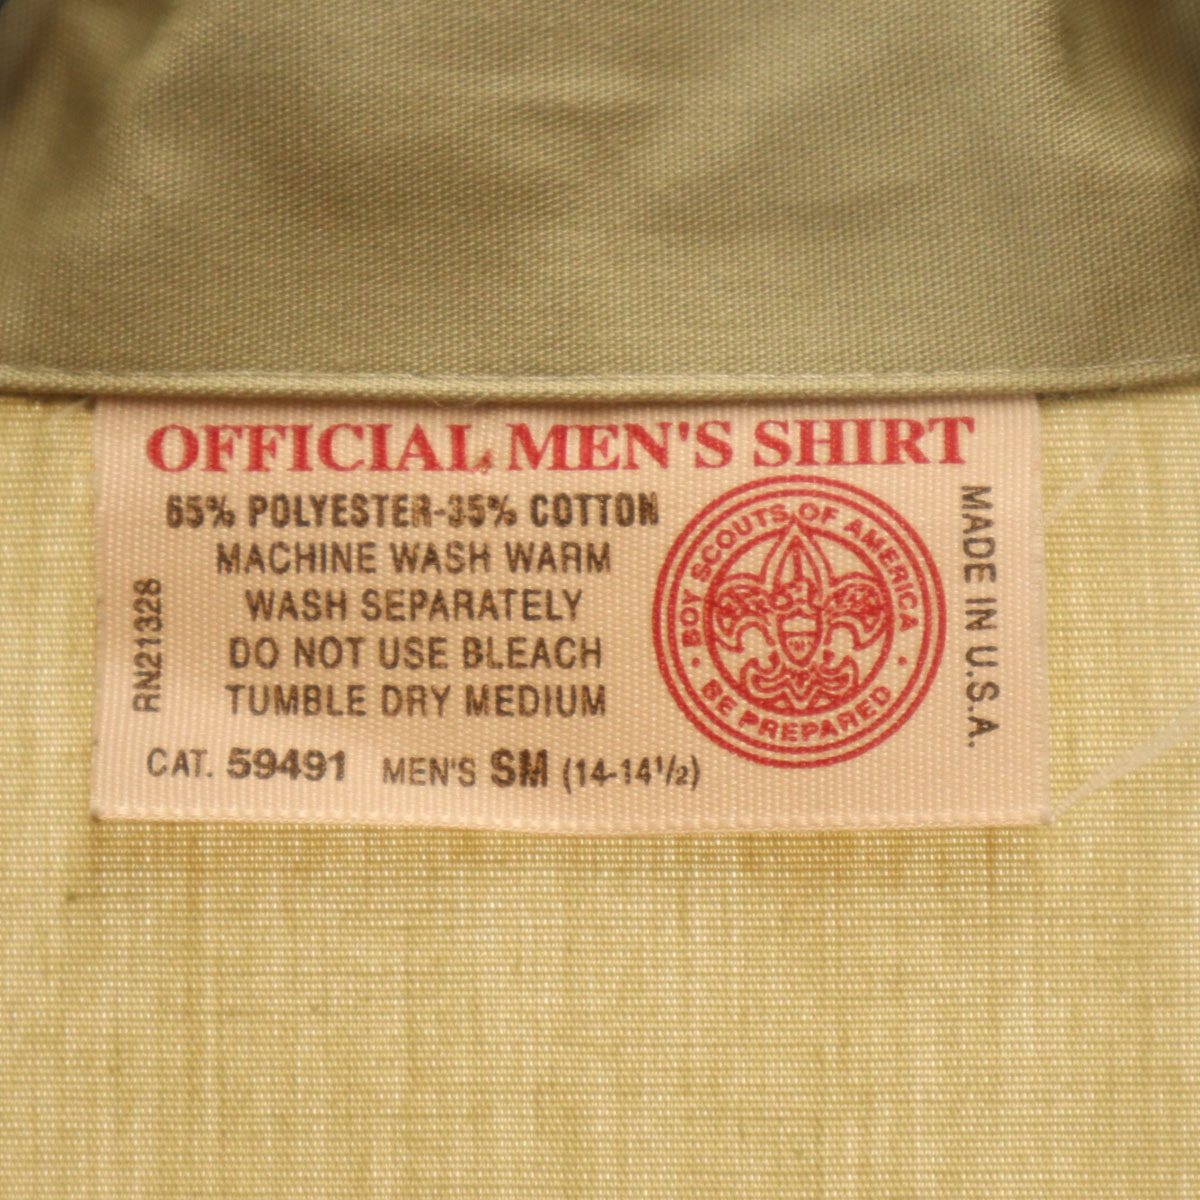 OFFICIAL MEN'S SHIRT
65% POLYESTER-35% COTTON
MACHINE WASH WARM
WASH SEPARATELY
DO NOT USE BLEACH
TUMBLE DRY MEDIUM
CAT. 59491 MEN'S SM (14-14½)
RN21328
BOY SCOUTS OF AMERICA
BE PREPARED
MADE IN U.S.A.